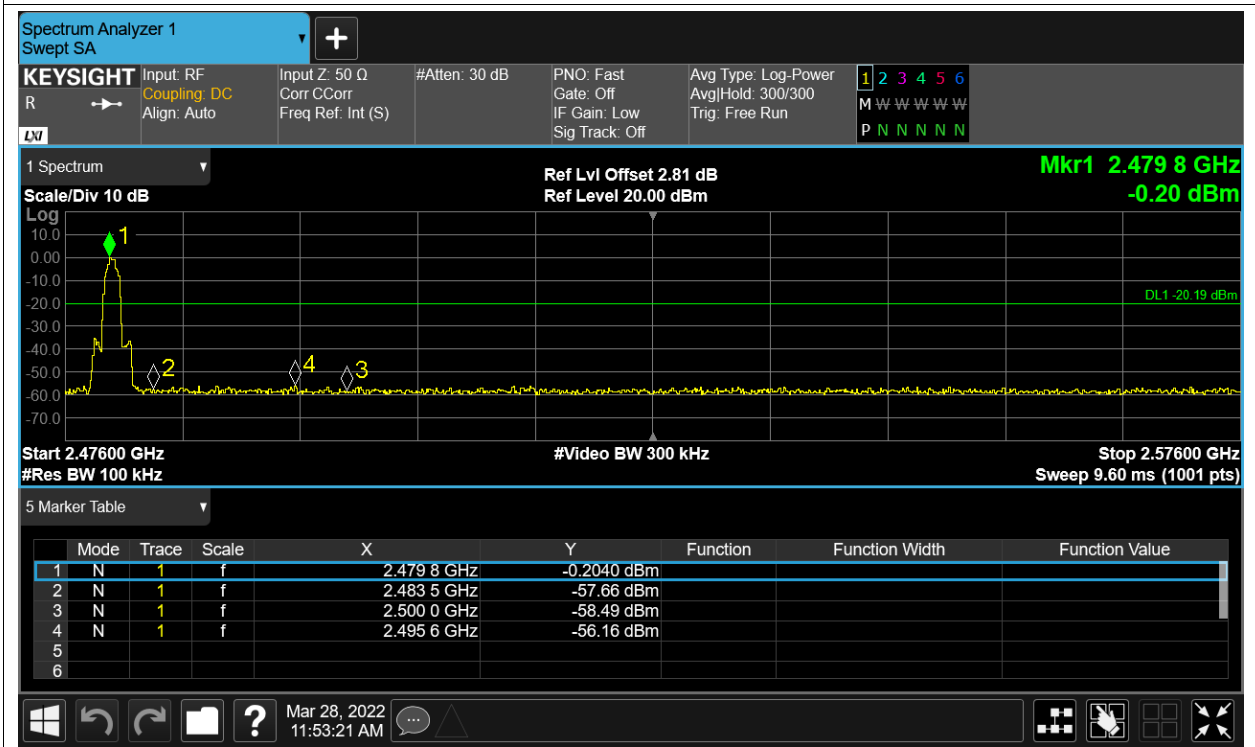 Spectrum Analyzer 1
Swept SA
+
KEYSIGHT
R
LXI
Input: RF
Coupling: DC
Align: Auto
Input Z: 50 Ω
Corr CCorr
Freq Ref: Int (S)
#Atten: 30 dB
PNO: Fast
Gate: Off
IF Gain: Low
Sig Track: Off
Avg Type: Log-Power
Avg|Hold: 300/300
Trig: Free Run
1 2 3 4 5 6
M W W W W W
P N N N N N
1 Spectrum
Scale/Div 10 dB
Ref Lvl Offset 2.81 dB
Ref Level 20.00 dBm
Mkr1 2.479 8 GHz
-0.20 dBm
Log
10.0
0.00
-10.0
-20.0
-30.0
-40.0
-50.0
-60.0
-70.0
1
DL1 -20.19 dBm
2
4
3
Start 2.47600 GHz
#Res BW 100 kHz
#Video BW 300 kHz
Stop 2.57600 GHz
Sweep 9.60 ms (1001 pts)
5 Marker Table
Mode Trace Scale X Y Function Function Width Function Value
1 N 1 f 2.479 8 GHz -0.2040 dBm
2 N 1 f 2.483 5 GHz -57.66 dBm
3 N 1 f 2.500 0 GHz -58.49 dBm
4 N 1 f 2.495 6 GHz -56.16 dBm
5
6
?
Mar 28, 2022
11:53:21 AM